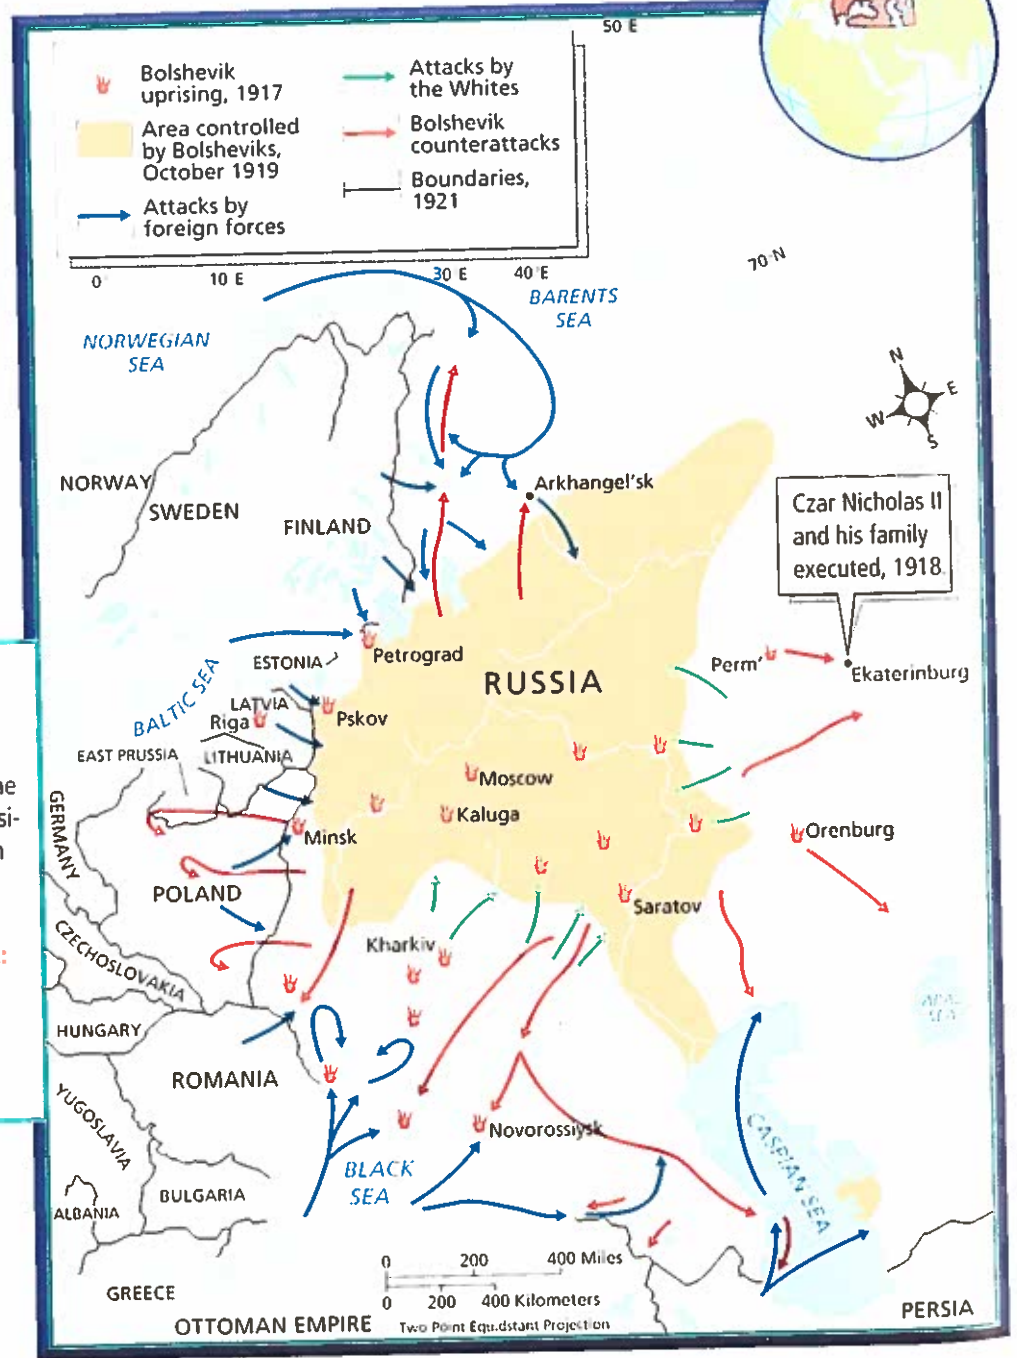 50 E
Bolshevik
uprising, 1917
Area controlled
by Bolsheviks,
October 1919
Attacks by
foreign forces
Attacks by
the Whites
Bolshevik
counterattacks
Boundaries,
1921
0
10 E
30 E
40 E
70 N
BARENTS
SEA
NORWEGIAN
SEA
N
E
W
S
NORWAY
SWEDEN
FINLAND
Arkhangel'sk
Czar Nicholas II
and his family
executed, 1918.
Petrograd
ESTONIA
RUSSIA
Perm'
Ekaterinburg
BALTIC SEA
LATVIA
Riga
Pskov
EAST PRUSSIA
LITHUANIA
Moscow
Kaluga
GERMANY
Minsk
Orenburg
POLAND
Saratov
Kharkiv
CZECHOSLOVAKIA
ARAL
SEA
HUNGARY
ROMANIA
YUGOSLAVIA
Novorossiysk
BLACK
SEA
CASPIAN SEA
BULGARIA
ALBANIA
GREECE
0 200 400 Miles
0 200 400 Kilometers
Two Point Equidistant Projection
OTTOMAN EMPIRE
PERSIA